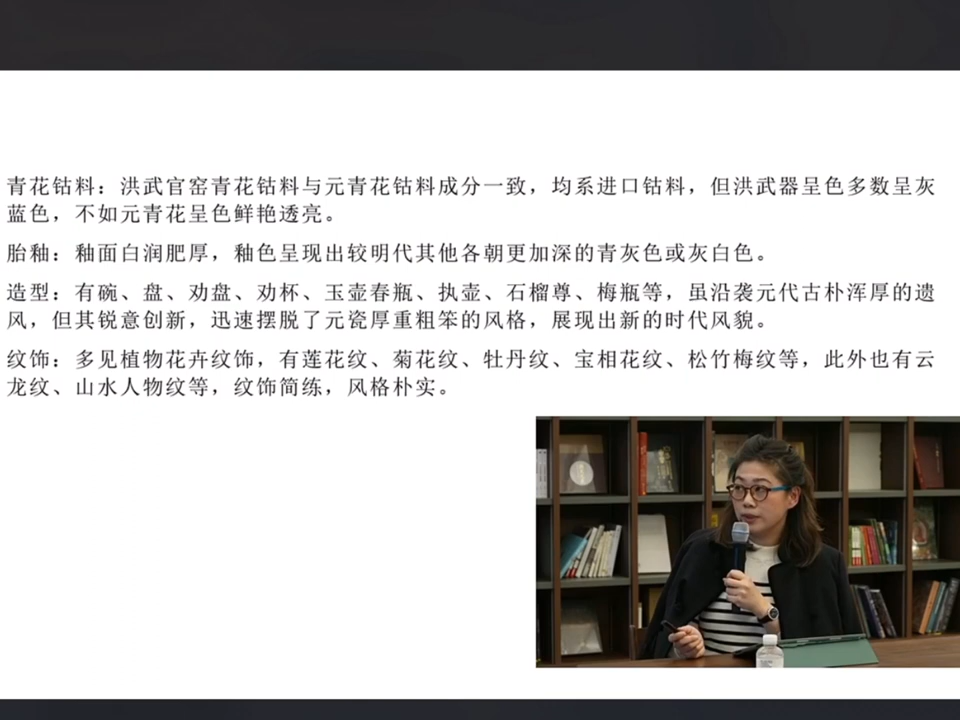 青花钴料：洪武官窑青花钴料与元青花钴料成分一致，均系进口钴料，但洪武器呈色多数呈灰
蓝色，不如元青花呈色鲜艳透亮。
胎釉：釉面白润肥厚，釉色呈现出较明代其他各朝更加深的青灰色或灰白色。
造型：有碗、盘、劝盘、劝杯、玉壶春瓶、执壶、石榴尊、梅瓶等，虽沿袭元代古朴浑厚的遗
风，但其锐意创新，迅速摆脱了元瓷厚重粗笨的风格，展现出新的时代风貌。
纹饰：多见植物花卉纹饰，有莲花纹、菊花纹、牡丹纹、宝相花纹、松竹梅纹等，此外也有云
龙纹、山水人物纹等，纹饰简练，风格朴实。